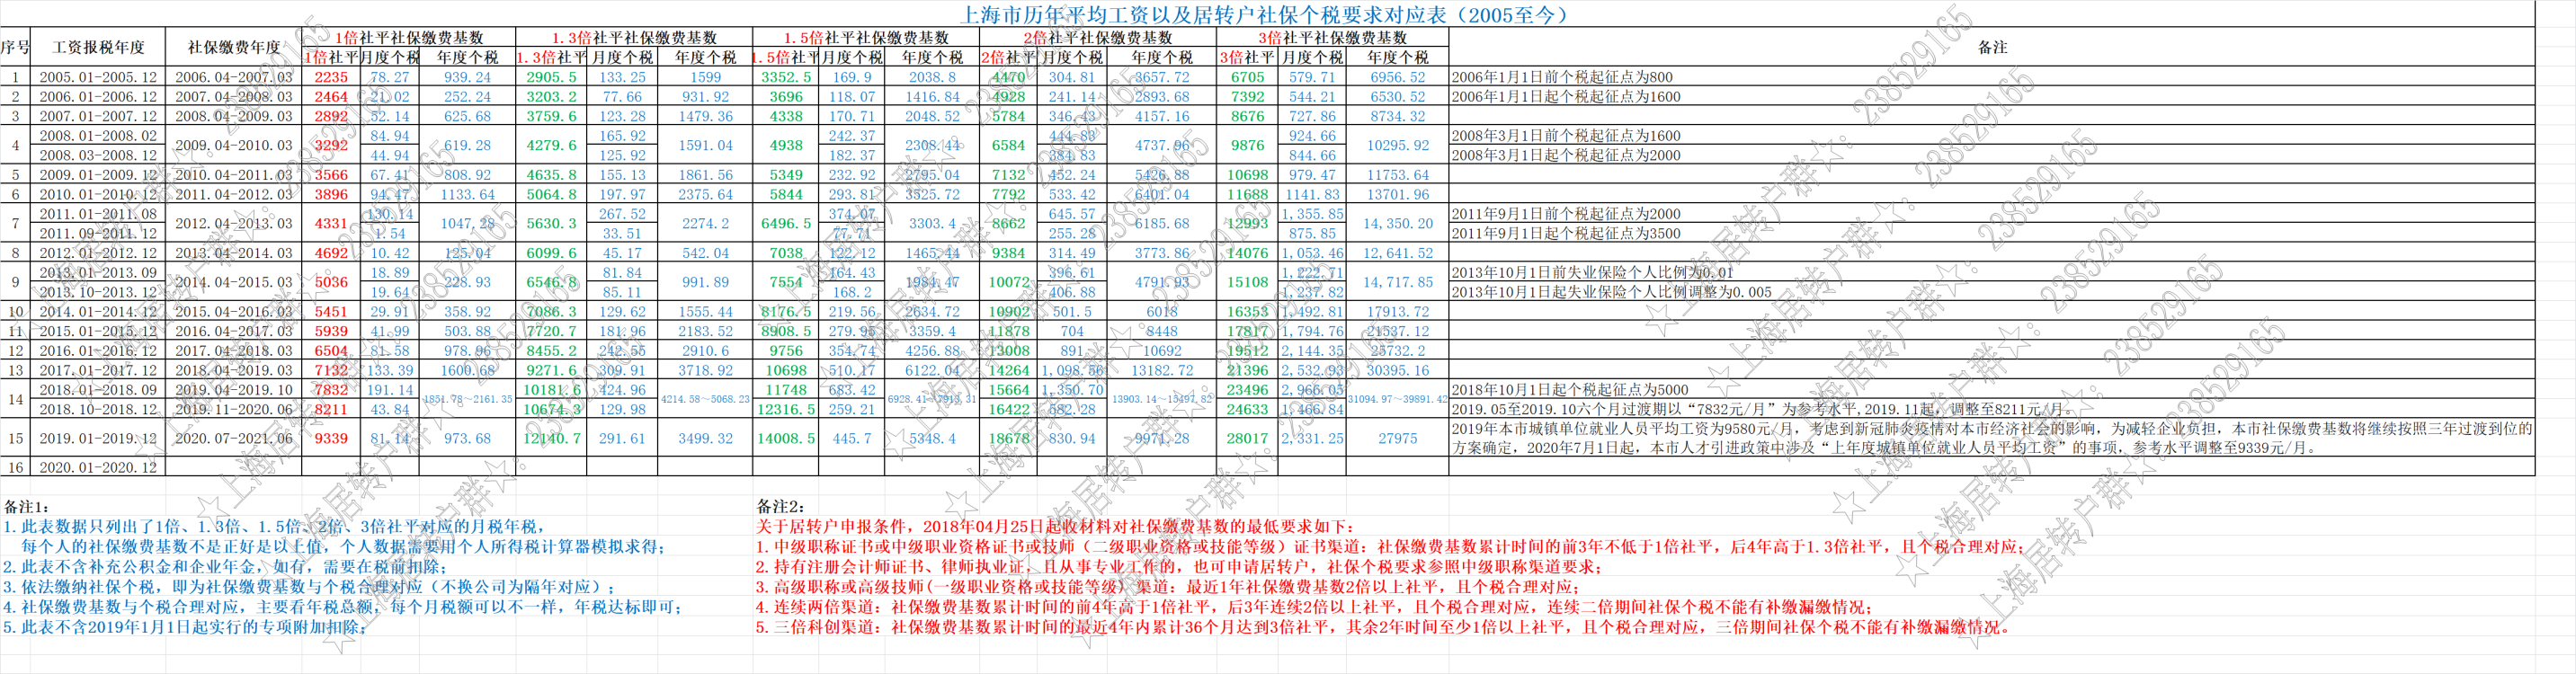 上海市历年平均工资以及居转户社保个税要求对应表（2005至今）
序号 工资报税年度 社保缴费年度 1倍社平社保缴费基数 1.3倍社平社保缴费基数 1.5倍社平社保缴费基数 2倍社平社保缴费基数 3倍社平社保缴费基数 备注
1倍社平 月度个税 年度个税 1.3倍社平 月度个税 年度个税 1.5倍社平 月度个税 年度个税 2倍社平 月度个税 年度个税 3倍社平 月度个税 年度个税
1 2005.01-2005.12 2006.04-2007.03 2235 78.27 939.24 2905.5 133.25 1599 3352.5 169.9 2038.8 4470 304.81 3657.72 6705 579.71 6956.52 2006年1月1日前个税起征点为800
2 2006.01-2006.12 2007.04-2008.03 2464 21.02 252.24 3203.2 77.66 931.92 3696 118.07 1416.84 4928 241.14 2893.68 7392 544.21 6530.52 2006年1月1日起个税起征点为1600
3 2007.01-2007.12 2008.04-2009.03 2892 52.14 625.68 3759.6 123.28 1479.36 4338 170.71 2048.52 5784 346.43 4157.16 8676 727.86 8734.32
4 2008.01-2008.02 2009.04-2010.03 3292 84.94 619.28 4279.6 165.92 1591.04 4938 242.37 2308.44 6584 444.83 4737.96 9876 924.66 10295.92 2008年3月1日前个税起征点为1600
2008.03-2008.12 44.94 125.92 182.37 384.83 844.66 2008年3月1日起个税起征点为2000
5 2009.01-2009.12 2010.04-2011.03 3566 67.41 808.92 4635.8 155.13 1861.56 5349 232.92 2795.04 7132 452.24 5426.88 10698 979.47 11753.64
6 2010.01-2010.12 2011.04-2012.03 3896 94.47 1133.64 5064.8 197.97 2375.64 5844 293.81 3525.72 7792 533.42 6401.04 11688 1141.83 13701.96
7 2011.01-2011.08 2012.04-2013.03 4331 130.14 1047.28 5630.3 267.52 2274.2 6496.5 374.07 3303.4 8662 645.57 6185.68 12993 1,355.85 14,350.20 2011年9月1日前个税起征点为2000
2011.09-2011.12 1.54 33.51 77.71 255.28 875.85 2011年9月1日起个税起征点为3500
8 2012.01-2012.12 2013.04-2014.03 4692 10.42 125.04 6099.6 45.17 542.04 7038 122.12 1465.44 9384 314.49 3773.86 14076 1,053.46 12,641.52
9 2013.01-2013.09 2014.04-2015.03 5036 18.89 228.93 6546.8 81.84 991.89 7554 164.43 1984.47 10072 396.61 4791.93 15108 1,222.71 14,717.85 2013年10月1日前失业保险个人比例为0.01
2013.10-2013.12 19.64 85.11 168.2 406.88 1,237.82 2013年10月1日起失业保险个人比例调整为0.005
10 2014.01-2014.12 2015.04-2016.03 5451 29.91 358.92 7086.3 129.62 1555.44 8176.5 219.56 2634.72 10902 501.5 6018 16353 1,492.81 17913.72
11 2015.01-2015.12 2016.04-2017.03 5939 41.99 503.88 7720.7 181.96 2183.52 8908.5 279.95 3359.4 11878 704 8448 17817 1,794.76 21537.12
12 2016.01-2016.12 2017.04-2018.03 6504 81.58 978.96 8455.2 242.55 2910.6 9756 354.74 4256.88 13008 891 10692 19512 2,144.35 25732.2
13 2017.01-2017.12 2018.04-2019.03 7132 133.39 1600.68 9271.6 309.91 3718.92 10698 510.17 6122.04 14264 1,098.56 13182.72 21396 2,532.93 30395.16
14 2018.01-2018.09 2019.04-2019.10 7832 191.14 1851.78~2161.35 10181.6 424.96 4214.58~5068.23 11748 683.42 6928.41~7913.31 15664 1,350.70 13903.14~15497.82 23496 2,966.05 31094.97~39891.42 2018年10月1日起个税起征点为5000
2018.10-2018.12 2019.11-2020.06 8211 43.84 10674.3 129.98 12316.5 259.21 16422 582.28 24633 1,466.84 2019.05至2019.10六个月过渡期以“7832元/月”为参考水平,2019.11起，调整至8211元/月。
15 2019.01-2019.12 2020.07-2021.06 9339 81.14 973.68 12140.7 291.61 3499.32 14008.5 445.7 5348.4 18678 830.94 9971.28 28017 2,331.25 27975 2019年本市城镇单位就业人员平均工资为9580元/月，考虑到新冠肺炎疫情对本市经济社会的影响，为减轻企业负担，本市社保缴费基数将继续按照三年过渡到位的
方案确定，2020年7月1日起，本市人才引进政策中涉及“上年度城镇单位就业人员平均工资”的事项，参考水平调整至9339元/月。
16 2020.01-2020.12
备注1：
1.此表数据只列出了1倍、1.3倍、1.5倍、2倍、3倍社平对应的月税年税，
每个人的社保缴费基数不是正好是以上值，个人数据需要用个人所得税计算器模拟求得；
2.此表不含补充公积金和企业年金，如有，需要在税前扣除；
3.依法缴纳社保个税，即为社保缴费基数与个税合理对应（不换公司为隔年对应）；
4.社保缴费基数与个税合理对应，主要看年税总额，每个月税额可以不一样，年税达标即可；
5.此表不含2019年1月1日起实行的专项附加扣除；
备注2：
关于居转户申报条件，2018年04月25日起收材料对社保缴费基数的最低要求如下：
1.中级职称证书或中级职业资格证书或技师（二级职业资格或技能等级）证书渠道：社保缴费基数累计时间的前3年不低于1倍社平，后4年高于1.3倍社平，且个税合理对应；
2.持有注册会计师证书、律师执业证，且从事专业工作的，也可申请居转户，社保个税要求参照中级职称渠道要求；
3.高级职称或高级技师(一级职业资格或技能等级）渠道：最近1年社保缴费基数2倍以上社平，且个税合理对应；
4.连续两倍渠道：社保缴费基数累计时间的前4年高于1倍社平，后3年连续2倍以上社平，且个税合理对应，连续二倍期间社保个税不能有补缴漏缴情况；
5.三倍科创渠道：社保缴费基数累计时间的最近4年内累计36个月达到3倍社平，其余2年时间至少1倍以上社平，且个税合理对应，三倍期间社保个税不能有补缴漏缴情况。
☆上海居转户群☆：238529165